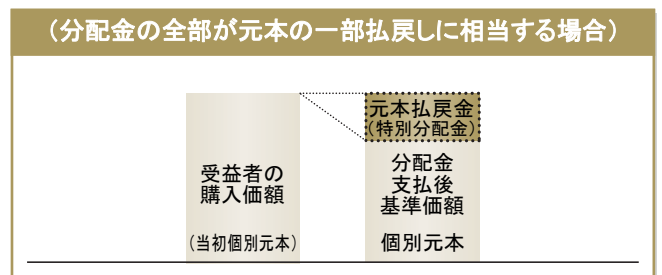 （分配金の全部が元本の一部払戻しに相当する場合）
受益者の
購入価額
（当初個別元本）
元本払戻金
（特別分配金）
分配金
支払後
基準価額
個別元本